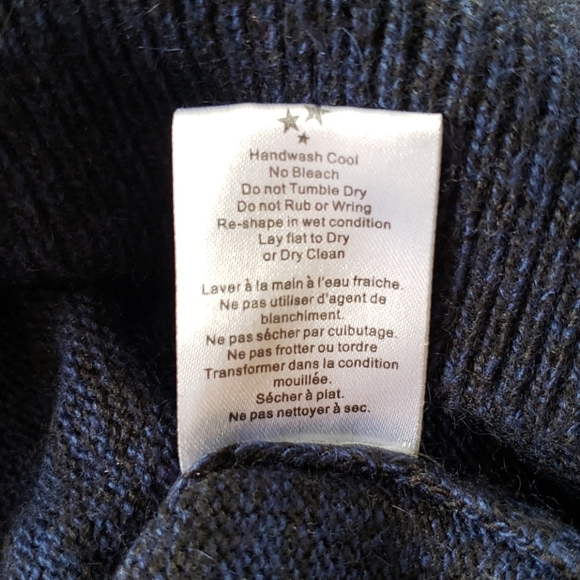 Handwash Cool
No Bleach
Do not Tumble Dry
Do not Rub or Wring
Re-shape in wet condition
Lay flat to Dry
or Dry Clean
Laver à la main à l'eau fraiche.
Ne pas utiliser d'agent de
blanchiment.
Ne pas sécher par cuibutage.
Ne pas frotter ou tordre
Transformer dans la condition
mouillée.
Sécher à plat.
Ne pas nettoyer à sec.